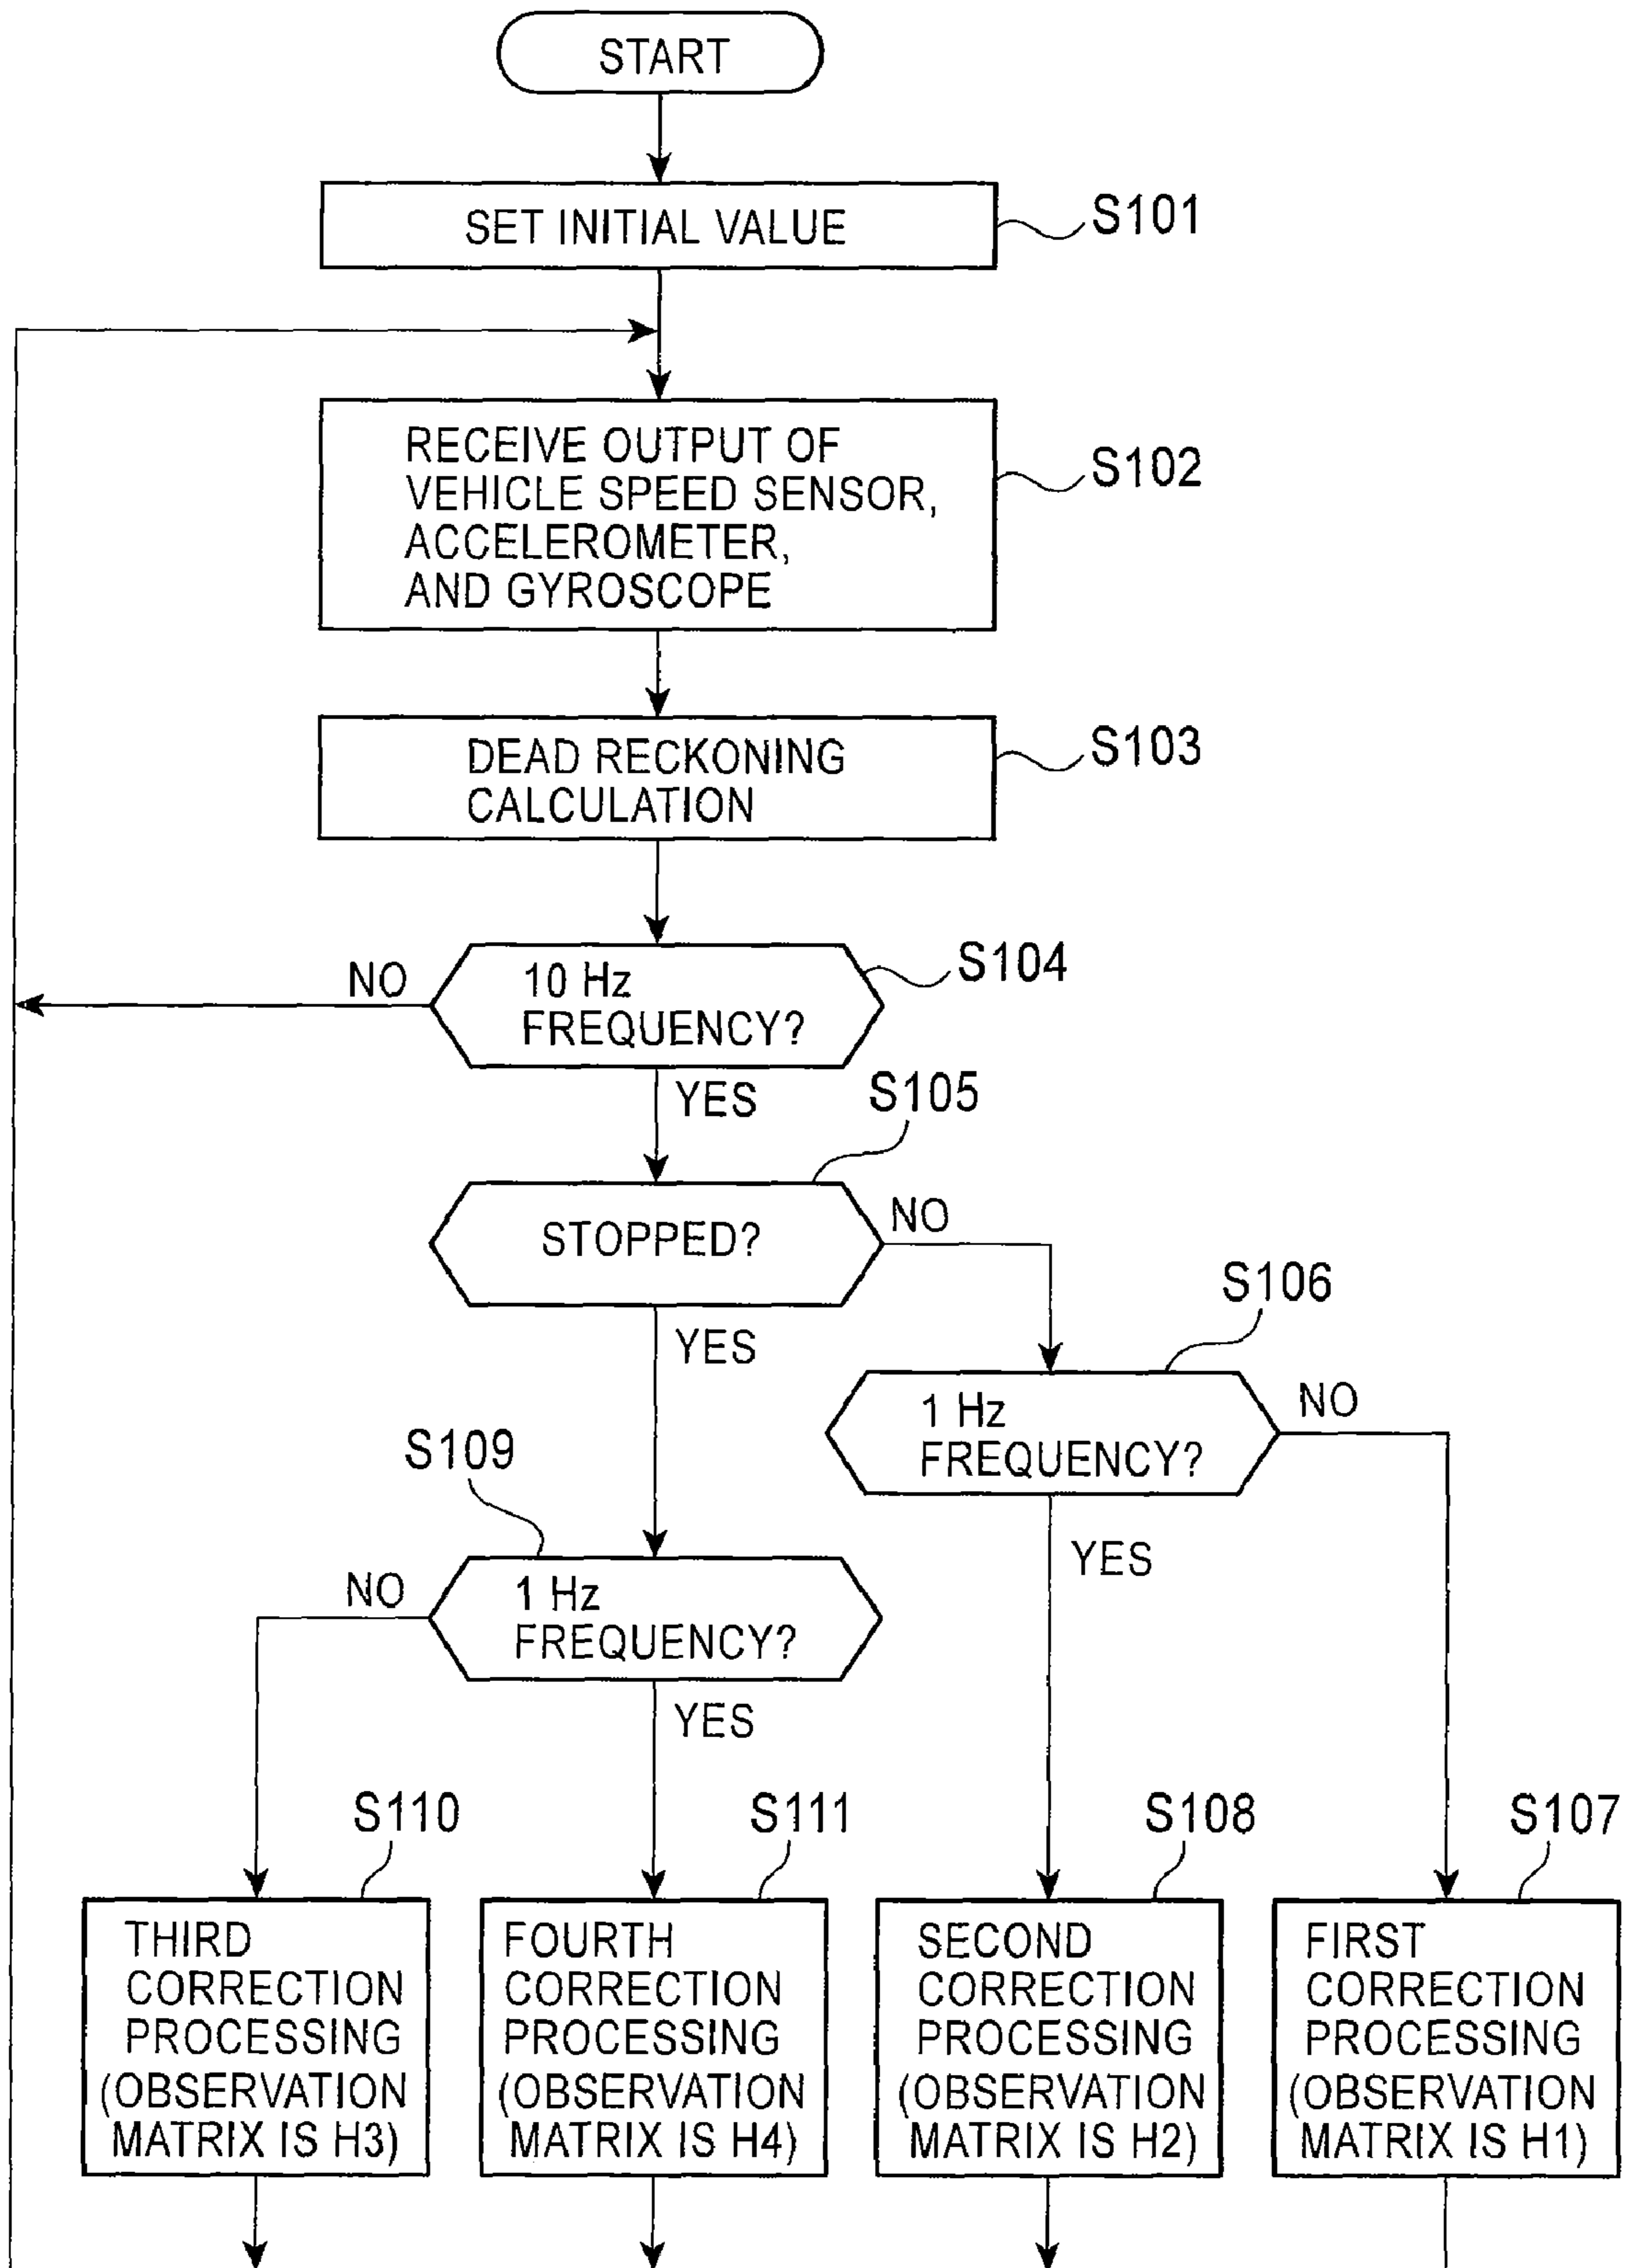 START
SET INITIAL VALUE
S101
RECEIVE OUTPUT OF
VEHICLE SPEED SENSOR,
ACCELEROMETER,
AND GYROSCOPE
S102
DEAD RECKONING
CALCULATION
S103
10 Hz
FREQUENCY?
S104
NO
YES
S105
STOPPED?
NO
YES
S106
1 Hz
FREQUENCY?
NO
YES
S109
1 Hz
FREQUENCY?
NO
YES
S110
THIRD
CORRECTION
PROCESSING
(OBSERVATION
MATRIX IS H3)
S111
FOURTH
CORRECTION
PROCESSING
(OBSERVATION
MATRIX IS H4)
S108
SECOND
CORRECTION
PROCESSING
(OBSERVATION
MATRIX IS H2)
S107
FIRST
CORRECTION
PROCESSING
(OBSERVATION
MATRIX IS H1)